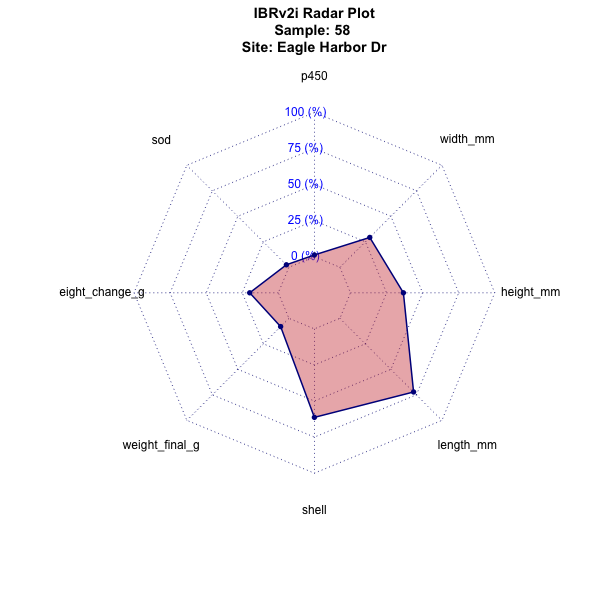 IBRv2i Radar Plot
Sample: 58
Site: Eagle Harbor Dr
p450
100 (%)
sod
width_mm
75 (%)
50 (%)
25 (%)
0 (%)
eight_change_g
height_mm
weight_final_g
length_mm
shell